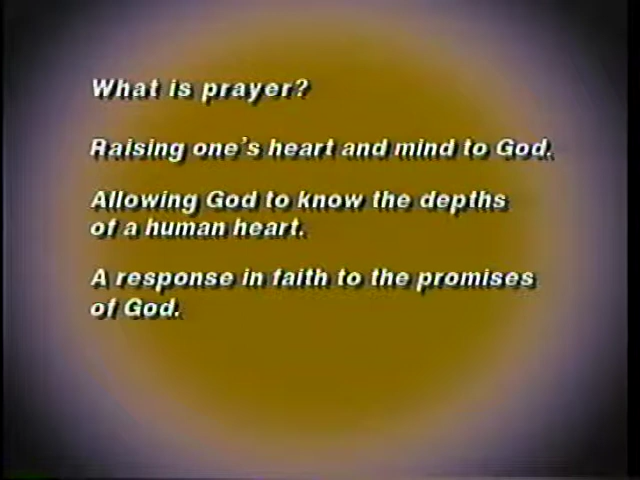 What is prayer?
Raising one's heart and mind to God.
Allowing God to know the depths
of a human heart.
A response in faith to the promises
of God.